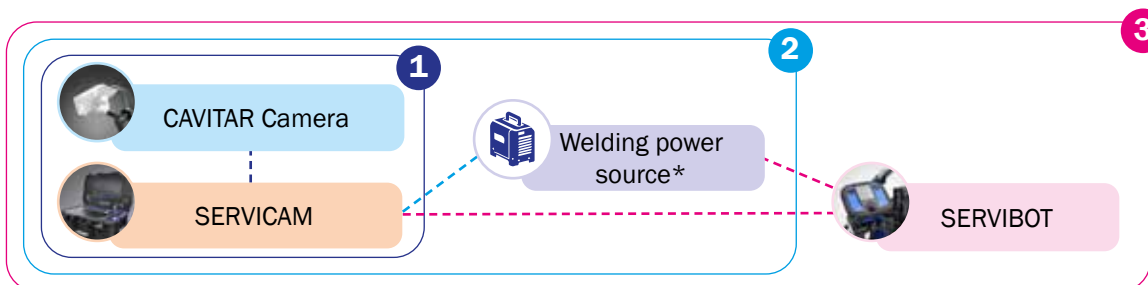 3
2
1
CAVITAR Camera
Welding power
source*
SERVICAM
SERVIBOT